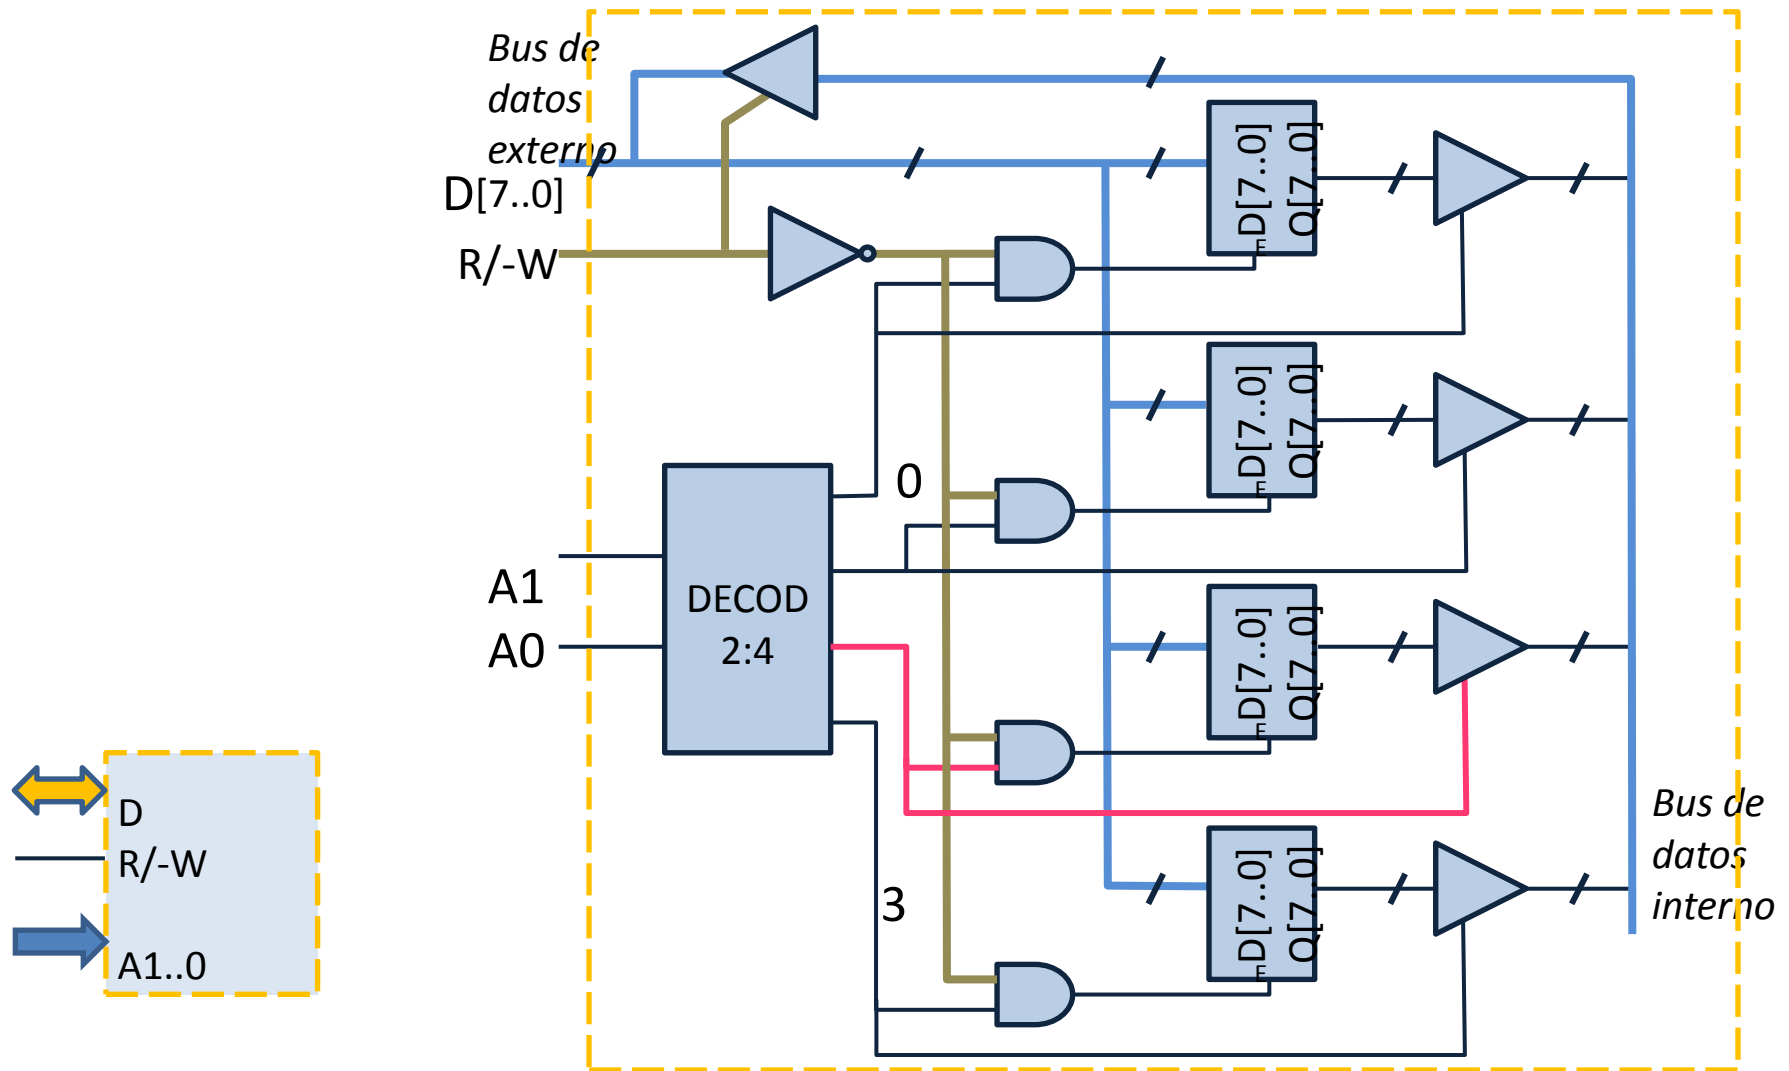 Bus de
datos
externo
D[7..0]
R/-W
D[7..0]
Q[7..0]
E
D[7..0]
Q[7..0]
E
0
A1
A0
DECOD
2:4
D[7..0]
Q[7..0]
E
D[7..0]
Q[7..0]
E
3
Bus de
datos
interno
D
R/-W
A1..0